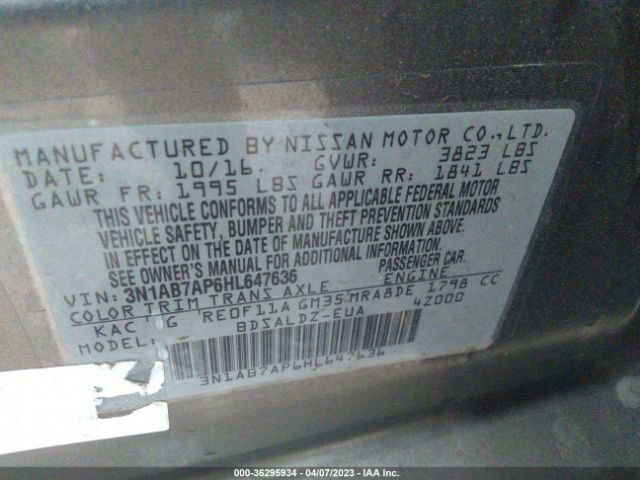 MANUFACTURED BY NISSAN MOTOR CO.,LTD.
DATE: 10/16 GVWR: 3823 LBS
GAWR FR: 1995 LBS GAWR RR: 1841 LBS
THIS VEHICLE CONFORMS TO ALL APPLICABLE FEDERAL MOTOR
VEHICLE SAFETY, BUMPER AND THEFT PREVENTION STANDARDS
IN EFFECT ON THE DATE OF MANUFACTURE SHOWN ABOVE.
SEE OWNER'S MANUAL FOR ADDITIONAL INFORMATION.
VIN: 3N1AB7AP6HL647636 PASSENGER CAR.
COLOR TRIM TRANS AXLE ENGINE
KAC G RE0F11A GM35 MRA8DE 1798 CC
MODEL: BDSALDZ-EUA 4Z000
3N1AB7AP6HL647636
000-36295934 - 04/07/2023 - IAA Inc.